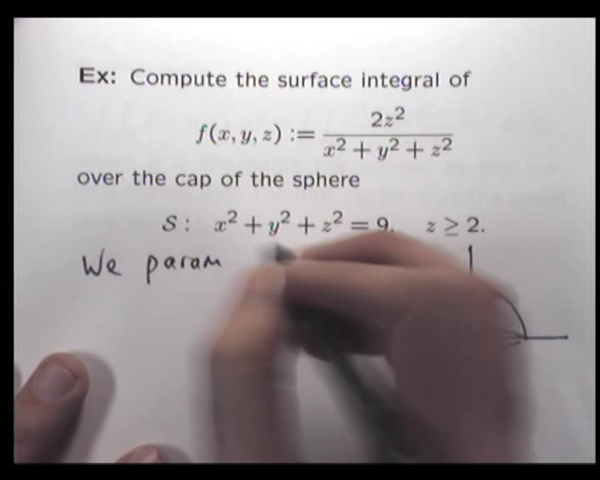 Ex: Compute the surface integral of
f(x, y, z) := 2z² / (x² + y² + z²)
over the cap of the sphere
S: x² + y² + z² = 9, z ≥ 2.
We param